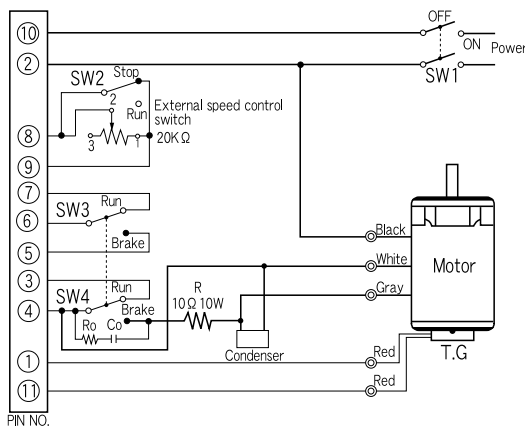 OFF
10
ON
Power
2
SW1
SW2
Stop
2
Run
External speed control
switch
8
3
1
20KΩ
9
7
Run
6
SW3
Black
Brake
5
White
Motor
3
Run
R
Gray
4
SW4
Brake
10Ω 10W
Ro
Co
Condenser
1
Red
T.G
11
Red
PIN NO.